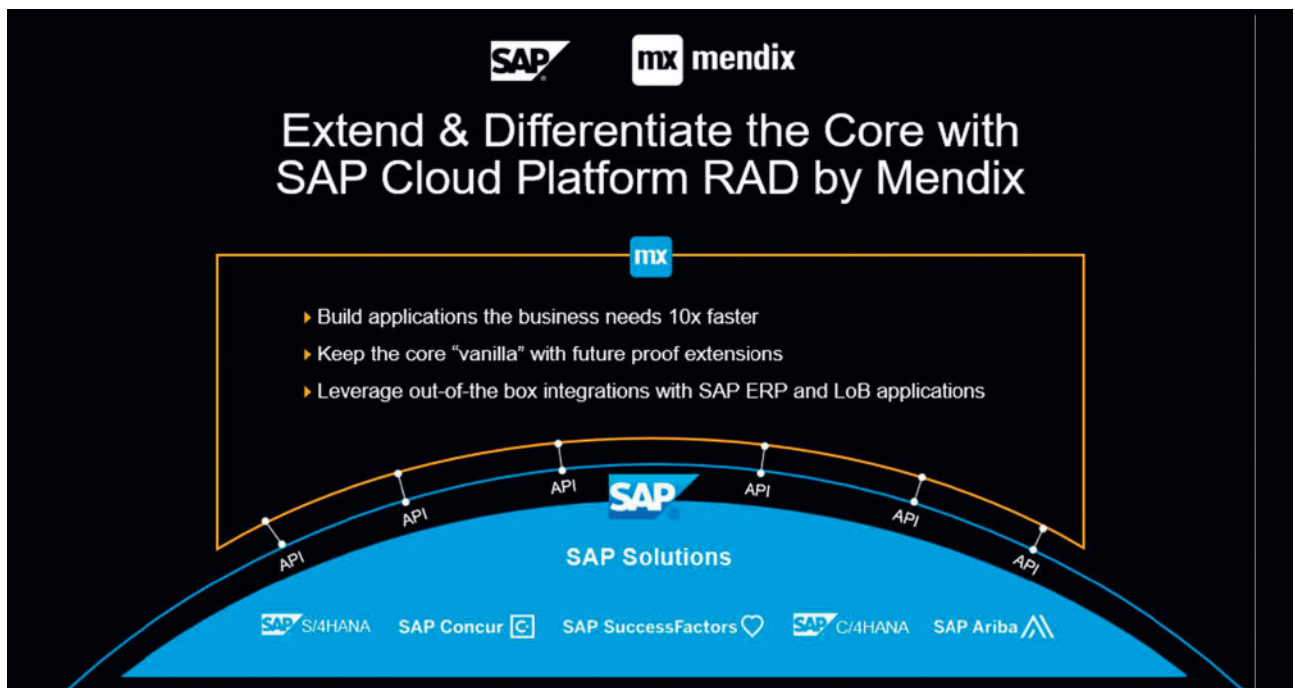 SAP mx mendix
Extend & Differentiate the Core with
SAP Cloud Platform RAD by Mendix
mx
Build applications the business needs 10x faster
Keep the core “vanilla” with future proof extensions
Leverage out-of-the box integrations with SAP ERP and LoB applications
API API API API API API
SAP
SAP Solutions
SAP S/4HANA SAP Concur C SAP SuccessFactors SAP C/4HANA SAP Ariba